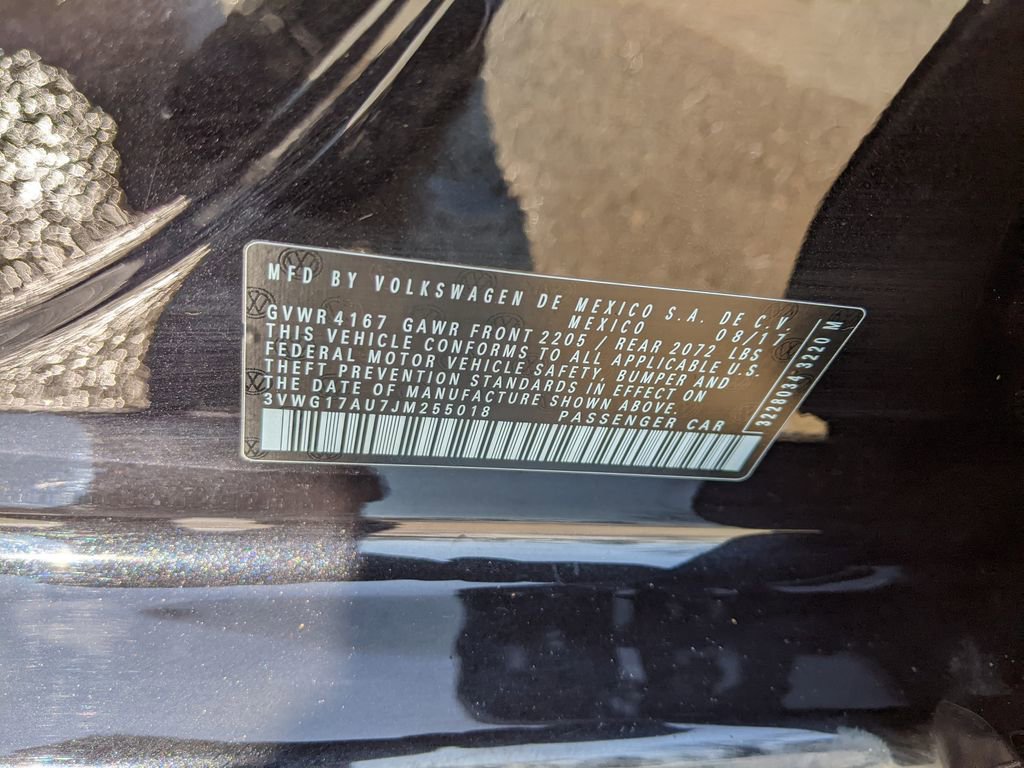 MFD BY VOLKSWAGEN DE MEXICO S.A. DE C.V.
MEXICO 08/17
GVWR 4167 GAWR FRONT 2205 / REAR 2072 LBS
THIS VEHICLE CONFORMS TO ALL APPLICABLE U.S.
FEDERAL MOTOR VEHICLE SAFETY, BUMPER AND
THEFT PREVENTION STANDARDS IN EFFECT ON
THE DATE OF MANUFACTURE SHOWN ABOVE.
3VWG17AU7JM255018 PASSENGER CAR
3228034 3220 M